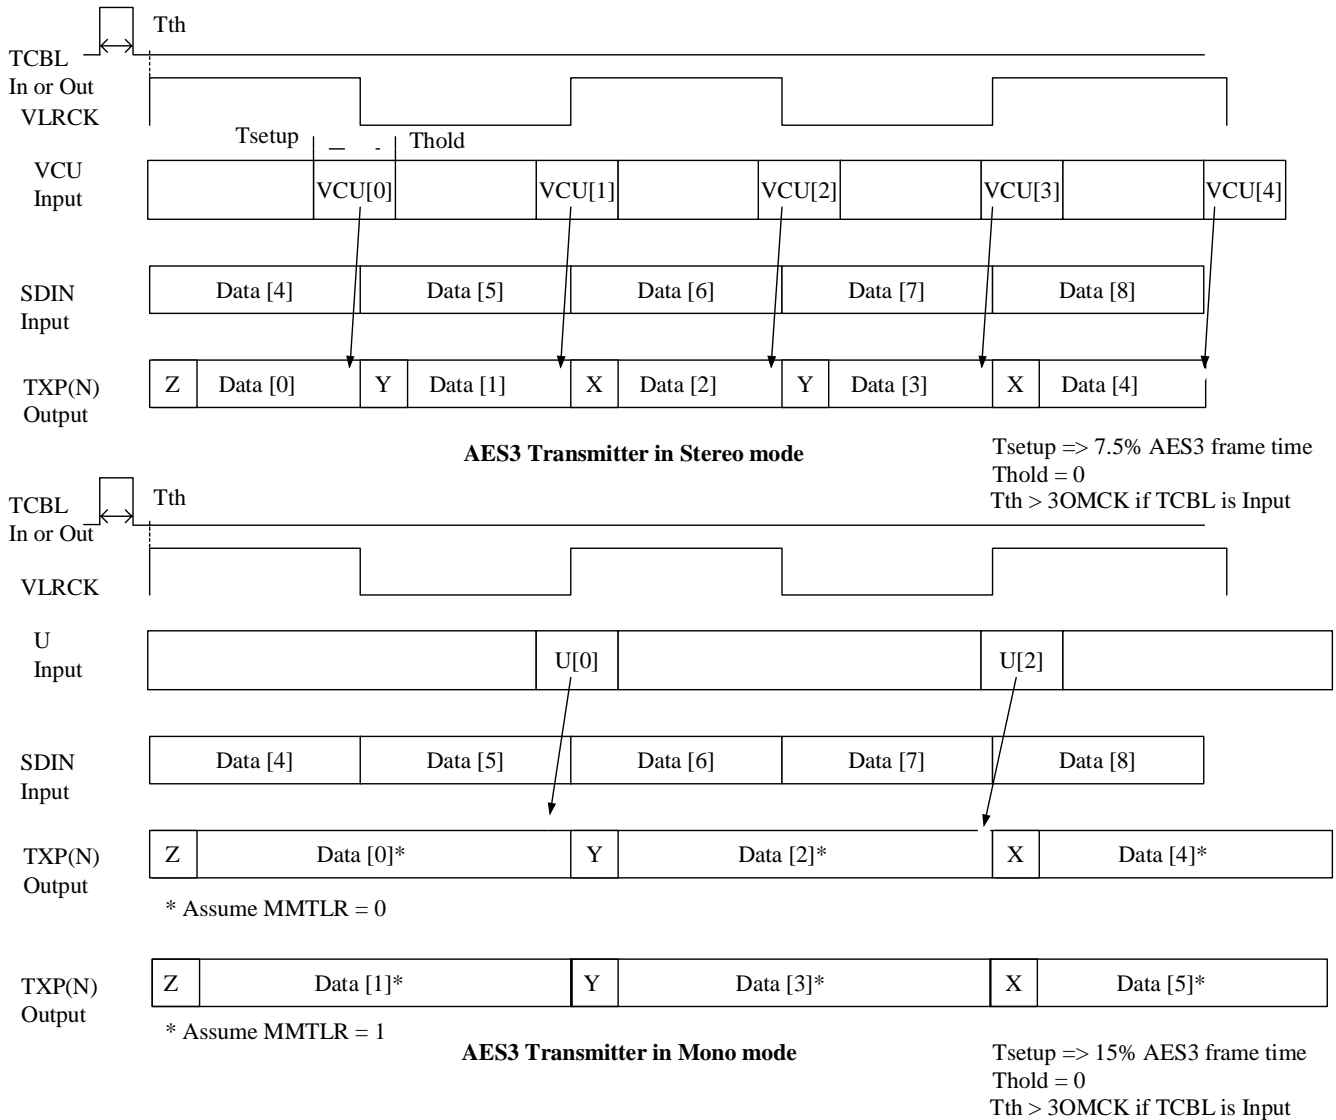 Tth
TCBL
In or Out
VLRCK
Tsetup Thold
VCU
Input
VCU[0] VCU[1] VCU[2] VCU[3] VCU[4]
SDIN
Input
Data [4] Data [5] Data [6] Data [7] Data [8]
TXP(N)
Output
Z Data [0] Y Data [1] X Data [2] Y Data [3] X Data [4]
AES3 Transmitter in Stereo mode
Tsetup => 7.5% AES3 frame time
Thold = 0
Tth > 3OMCK if TCBL is Input
Tth
TCBL
In or Out
VLRCK
U
Input
U[0] U[2]
SDIN
Input
Data [4] Data [5] Data [6] Data [7] Data [8]
TXP(N)
Output
Z Data [0]* Y Data [2]* X Data [4]*
* Assume MMTLR = 0
TXP(N)
Output
Z Data [1]* Y Data [3]* X Data [5]*
* Assume MMTLR = 1
AES3 Transmitter in Mono mode
Tsetup => 15% AES3 frame time
Thold = 0
Tth > 3OMCK if TCBL is Input